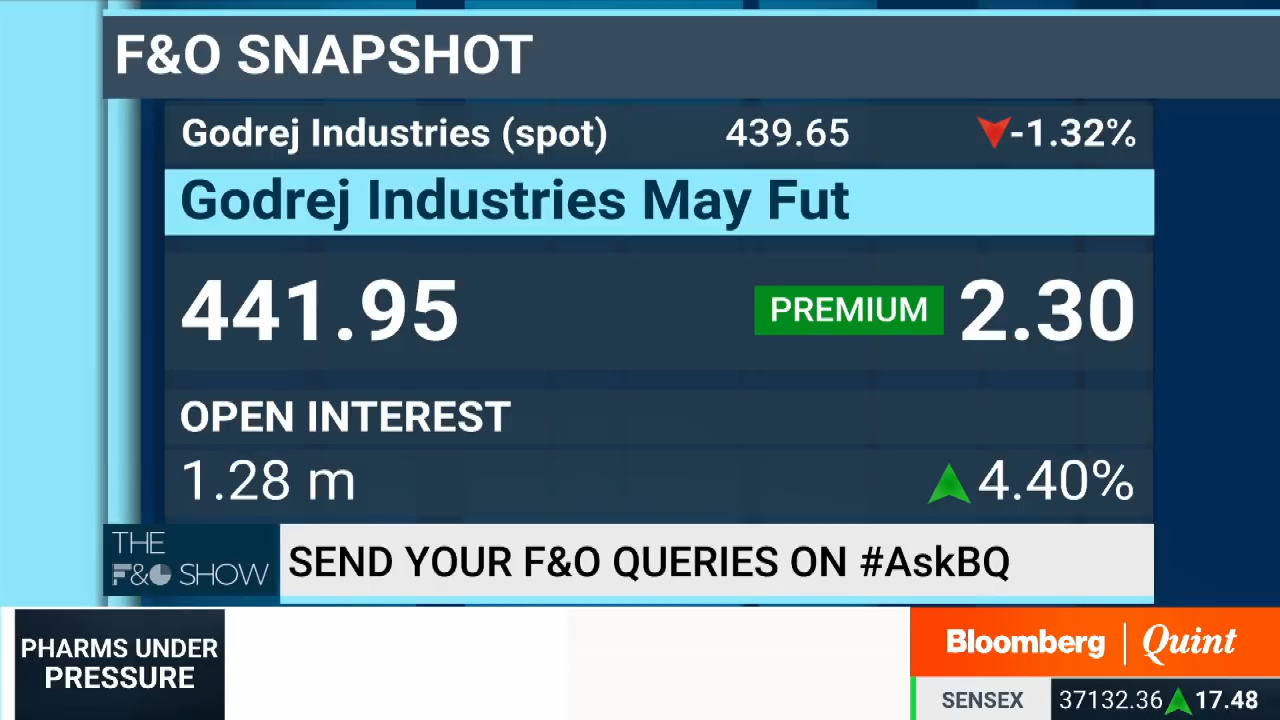 F&O SNAPSHOT
Godrej Industries (spot) 439.65 ▼-1.32%
Godrej Industries May Fut
441.95 PREMIUM 2.30
OPEN INTEREST
1.28 m ▲4.40%
THE
F&O SHOW
SEND YOUR F&O QUERIES ON #AskBQ
PHARMS UNDER
PRESSURE
Bloomberg | Quint
SENSEX 37132.36 ▲17.48